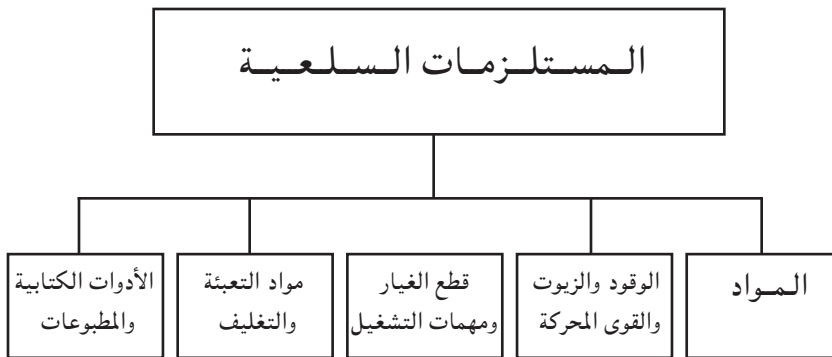 المستلزمات السلعية
المواد
الوقود والزيوت
والقوى المحركة
قطع الغيار
ومهمات التشغيل
مواد التعبئة
والتغليف
الأدوات الكتابية
والمطبوعات